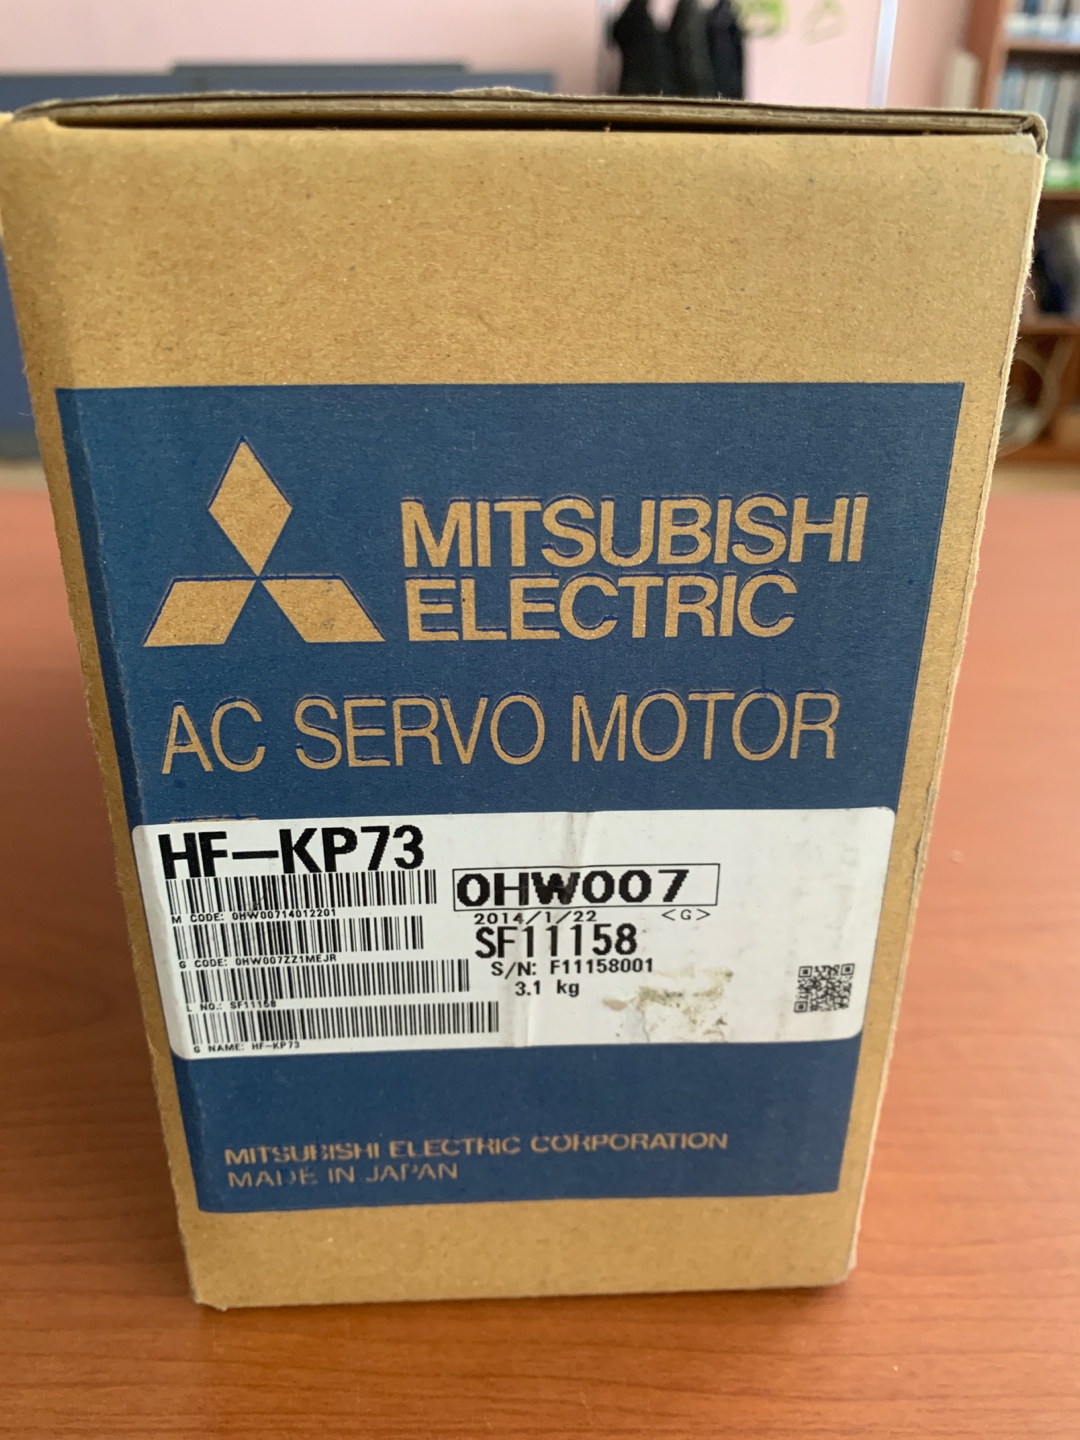 MITSUBISHI
ELECTRIC
AC SERVO MOTOR
HF-KP73
0HW007
M CODE: 0HW00714012201
2014/1/22 <G>
SF11158
G CODE: 0HW007ZZ1MEJR
S/N: F11158001
3.1 kg
L NO.: SF11158
G NAME: HF-KP73
MITSUBISHI ELECTRIC CORPORATION
MADE IN JAPAN